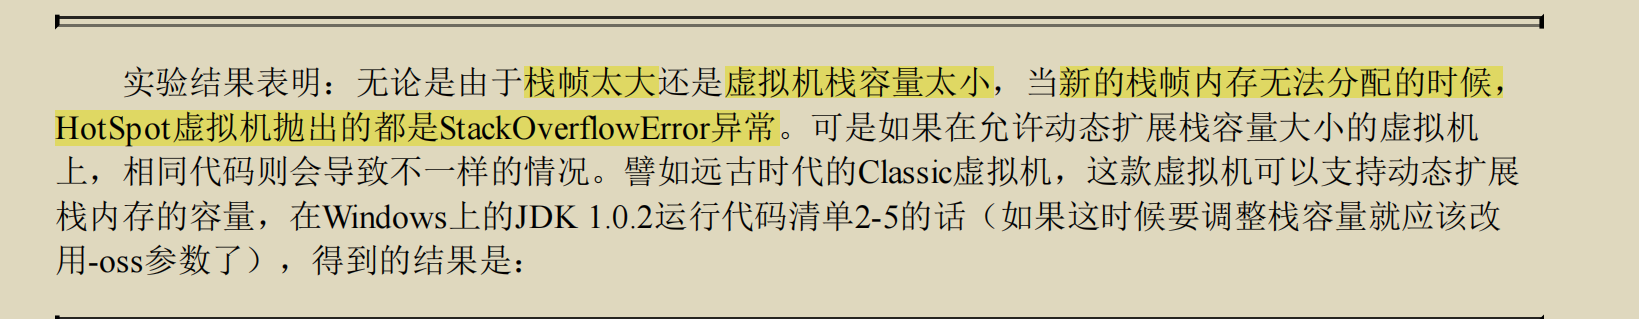 实验结果表明：无论是由于栈帧太大还是虚拟机栈容量太小，当新的栈帧内存无法分配的时候，
HotSpot虚拟机抛出的都是StackOverflowError异常。可是如果在允许动态扩展栈容量大小的虚拟机
上，相同代码则会导致不一样的情况。譬如远古时代的Classic虚拟机，这款虚拟机可以支持动态扩展
栈内存的容量，在Windows上的JDK 1.0.2运行代码清单2-5的话（如果这时候要调整栈容量就应该改
用-oss参数了），得到的结果是：